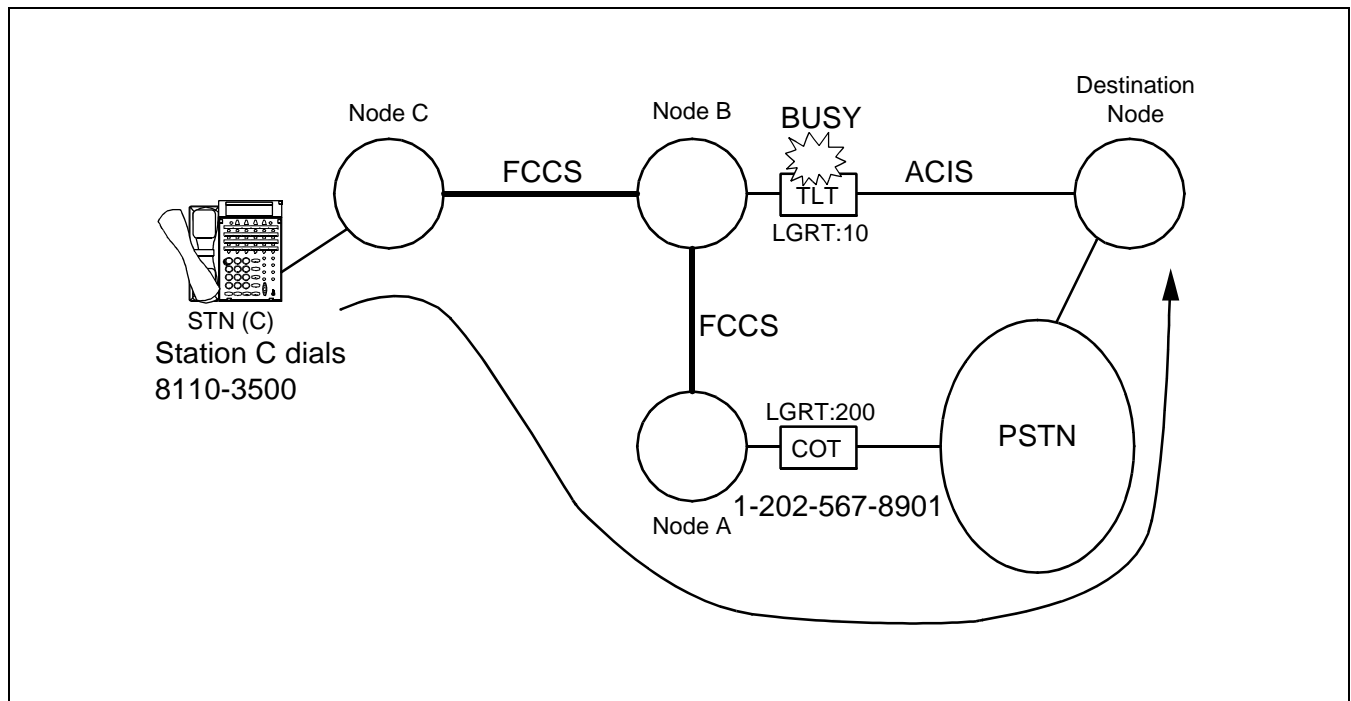 Destination
Node
Node C
Node B
BUSY
FCCS
TLT
ACIS
LGRT:10
STN (C)
Station C dials
8110-3500
FCCS
LGRT:200
COT
PSTN
1-202-567-8901
Node A